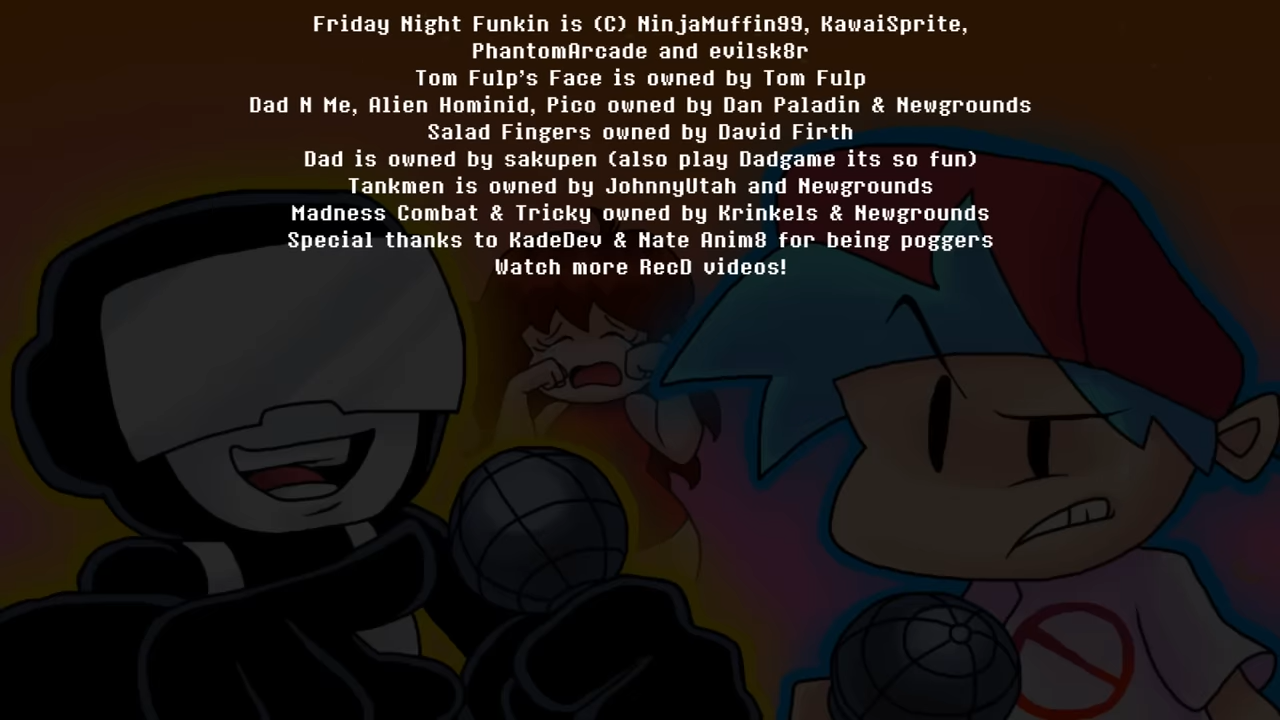 Friday Night Funkin is (C) NinjaMuffin99, KawaiSprite,
PhantomArcade and evilsk8r
Tom Fulp's Face is owned by Tom Fulp
Dad N Me, Alien Hominid, Pico owned by Dan Paladin & Newgrounds
Salad Fingers owned by David Firth
Dad is owned by sakupen (also play Dadgame its so fun)
Tankmen is owned by JohnnyUtah and Newgrounds
Madness Combat & Tricky owned by Krinkels & Newgrounds
Special thanks to KadeDev & Nate Anim8 for being poggers
Watch more RecD videos!